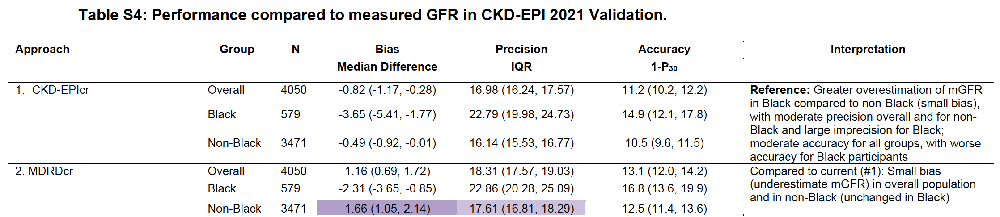 Table S4: Performance compared to measured GFR in CKD-EPI 2021 Validation.
Approach Group N Bias Precision Accuracy Interpretation
Median Difference IQR 1-P₃₀
1. CKD-EPIcr Overall 4050 -0.82 (-1.17, -0.28) 16.98 (16.24, 17.57) 11.2 (10.2, 12.2) Reference: Greater overestimation of mGFR
in Black compared to non-Black (small bias),
Black 579 -3.65 (-5.41, -1.77) 22.79 (19.98, 24.73) 14.9 (12.1, 17.8) with moderate precision overall and for non-
Black and large imprecision for Black;
Non-Black 3471 -0.49 (-0.92, -0.01) 16.14 (15.53, 16.77) 10.5 (9.6, 11.5) moderate accuracy for all groups, with worse
accuracy for Black participants
2. MDRDcr Overall 4050 1.16 (0.69, 1.72) 18.31 (17.57, 19.03) 13.1 (12.0, 14.2) Compared to current (#1): Small bias
Black 579 -2.31 (-3.65, -0.85) 22.86 (20.28, 25.09) 16.8 (13.6, 19.9) (underestimate mGFR) in overall population
and in non-Black (unchanged in Black)
Non-Black 3471 1.66 (1.05, 2.14) 17.61 (16.81, 18.29) 12.5 (11.4, 13.6)